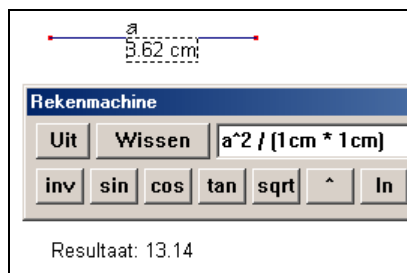 a
3.62 cm
Rekenmachine
Uit Wissen a^2 / (1cm * 1cm)
inv sin cos tan sqrt ^ ln
Resultaat: 13.14